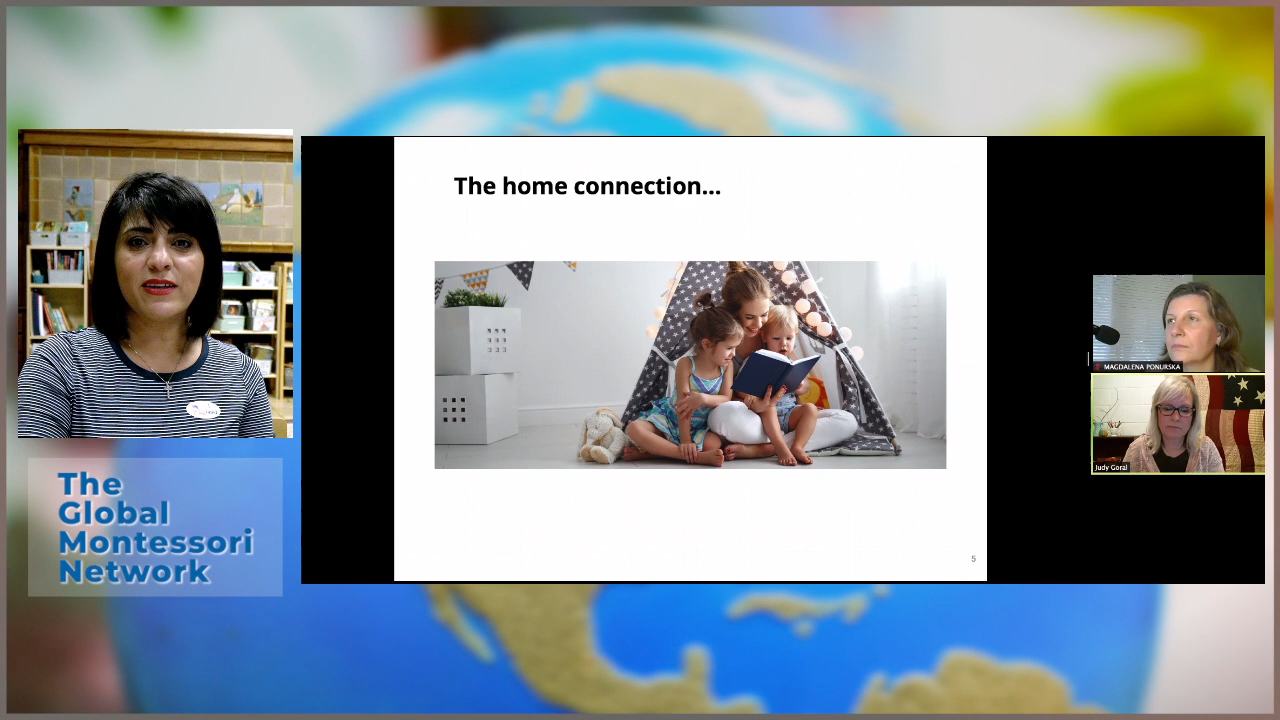 The home connection...
MAGDALENA PONURSKA
Judy Goral
The
Global
Montessori
Network
5